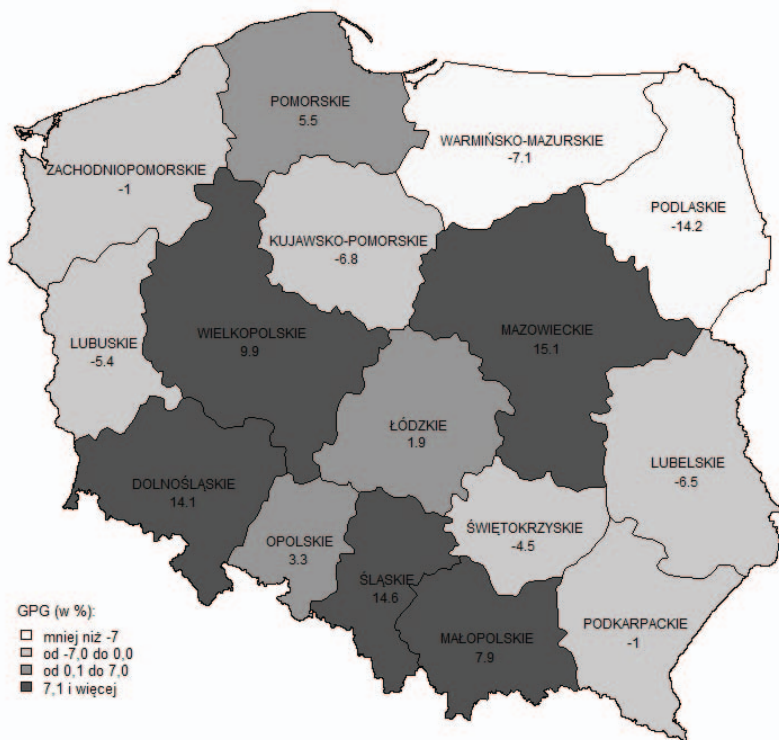 POMORSKIE
5.5
WARMIŃSKO-MAZURSKIE
-7.1
ZACHODNIOPOMORSKIE
-1
PODLASKIE
-14.2
KUJAWSKO-POMORSKIE
-6.8
WIELKOPOLSKIE
9.9
MAZOWIECKIE
15.1
LUBUSKIE
-5.4
ŁÓDZKIE
1.9
LUBELSKIE
-6.5
DOLNOŚLĄSKIE
14.1
ŚWIĘTOKRZYSKIE
-4.5
OPOLSKIE
3.3
ŚLĄSKIE
14.6
PODKARPACKIE
-1
MAŁOPOLSKIE
7.9
GPG (w %):
mniej niż -7
od -7,0 do 0,0
od 0,1 do 7,0
7,1 i więcej